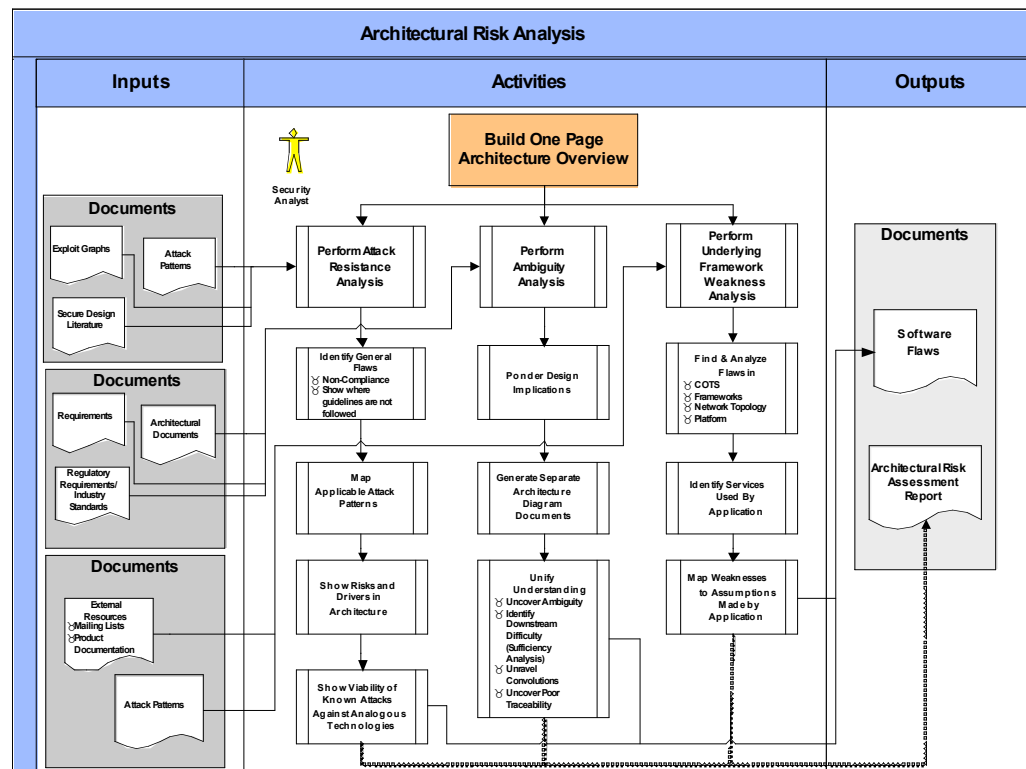 Architectural Risk Analysis
Inputs
Activities
Outputs
Build One Page
Architecture Overview
Security
Analyst
Documents
Exploit Graphs
Attack
Patterns
Secure Design
Literature
Documents
Requirements
Architectural
Documents
Regulatory
Requirements/
Industry
Standards
Documents
External
Resources
Mailing Lists
Product
Documentation
Attack Patterns
Perform Attack
Resistance
Analysis
Identify General
Flaws
Non-Compliance
Show where
guidelines are not
followed
Map
Applicable Attack
Patterns
Show Risks and
Drivers in
Architecture
Show Viability of
Known Attacks
Against Analogous
Technologies
Perform
Ambiguity
Analysis
Ponder Design
Implications
Generate Separate
Architecture
Diagram
Documents
Unify
Understanding
Uncover Ambiguity
Identify
Downstream
Difficulty
(Sufficiency
Analysis)
Unravel
Convolutions
Uncover Poor
Traceability
Perform
Underlying
Framework
Weakness
Analysis
Find & Analyze
Flaws in
COTS
Frameworks
Network Topology
Platform
Identify Services
Used By
Application
Map Weaknesses
to Assumptions
Made by
Application
Documents
Software
Flaws
Architectural Risk
Assessment
Report